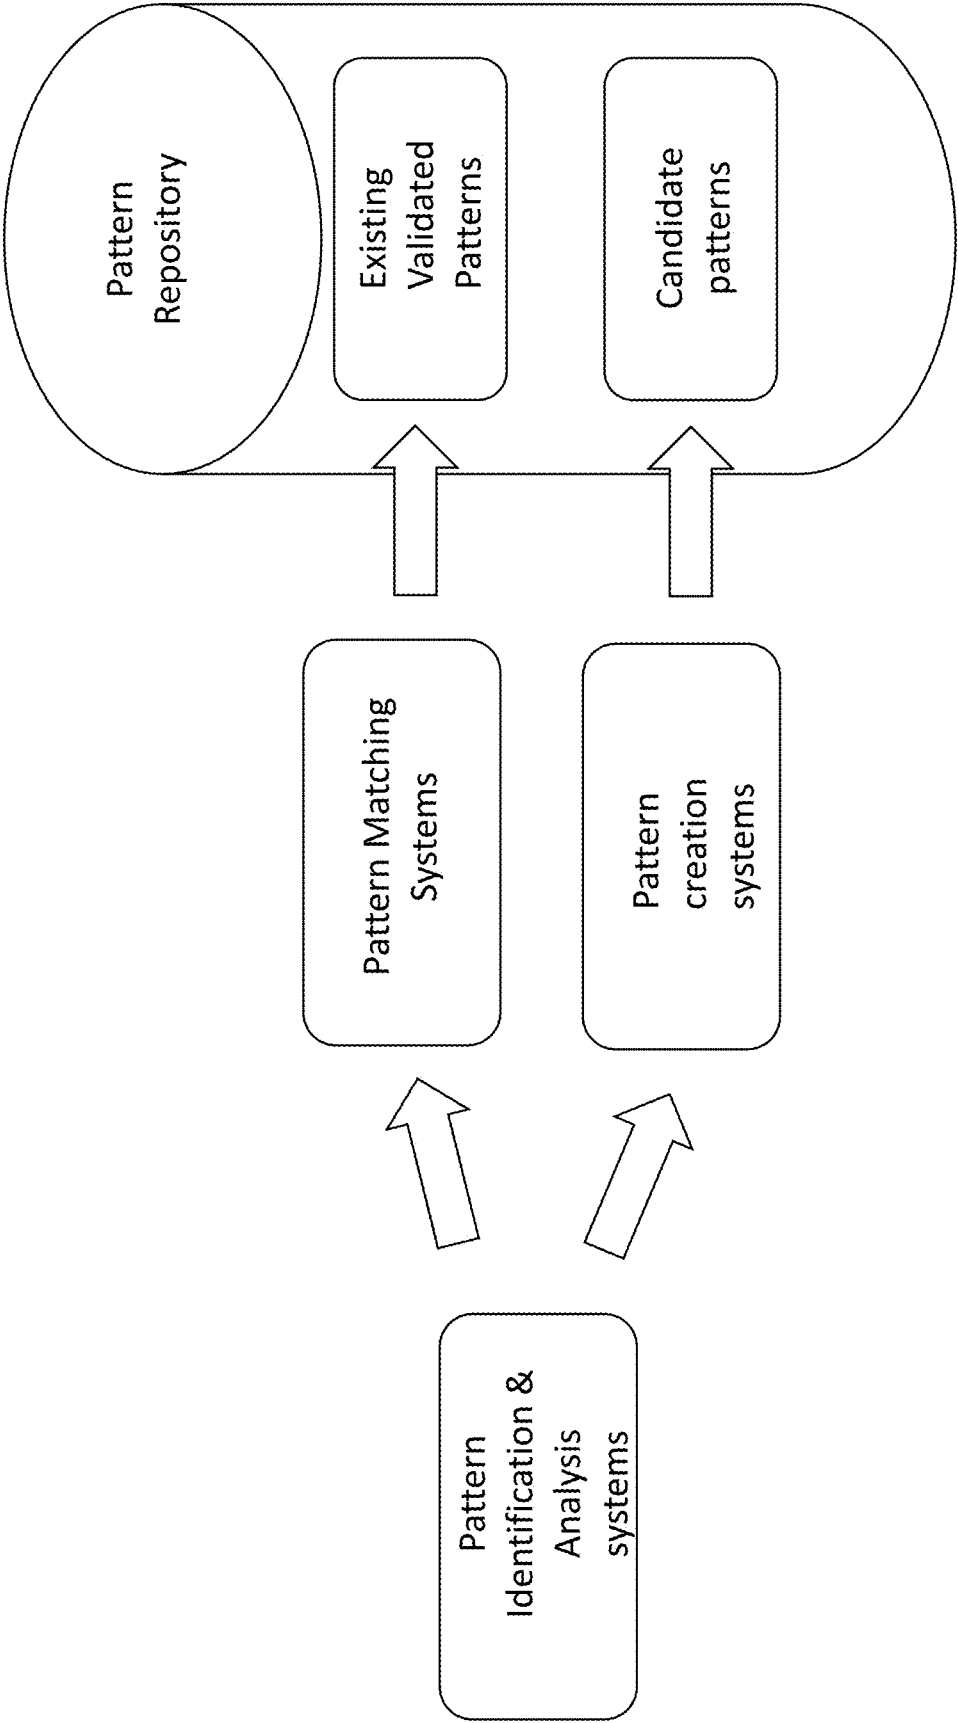 Pattern
Repository
Existing
Validated
Patterns
Candidate
patterns
Pattern Matching
Systems
Pattern
creation
systems
Pattern
Identification &
Analysis
systems